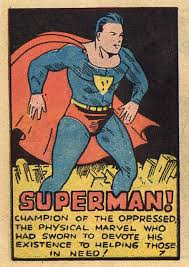 SUPERMAN!
CHAMPION OF THE OPPRESSED,
THE PHYSICAL MARVEL WHO
HAD SWORN TO DEVOTE HIS
EXISTENCE TO HELPING THOSE
IN NEED!
7